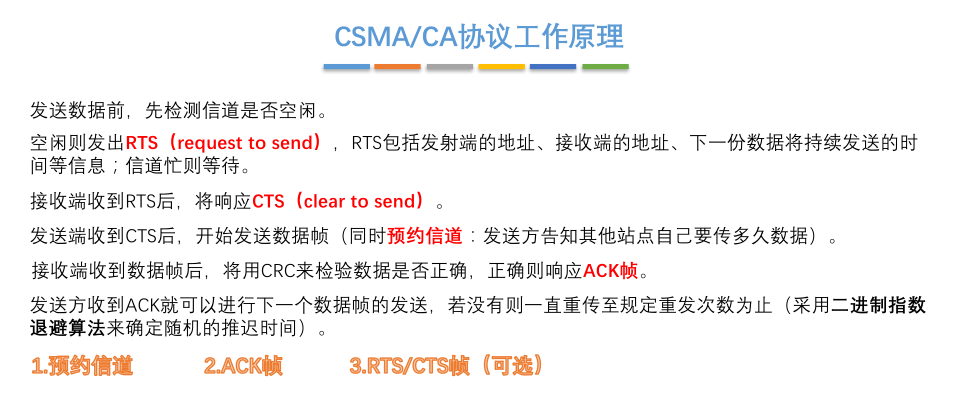 CSMA/CA协议工作原理
发送数据前，先检测信道是否空闲。
空闲则发出RTS（request to send），RTS包括发射端的地址、接收端的地址、下一份数据将持续发送的时
间等信息；信道忙则等待。
接收端收到RTS后，将响应CTS（clear to send）。
发送端收到CTS后，开始发送数据帧（同时预约信道：发送方告知其他站点自己要传多久数据）。
接收端收到数据帧后，将用CRC来检验数据是否正确，正确则响应ACK帧。
发送方收到ACK就可以进行下一个数据帧的发送，若没有则一直重传至规定重发次数为止（采用二进制指数
退避算法来确定随机的推迟时间）。
1.预约信道 2.ACK帧 3.RTS/CTS帧（可选）